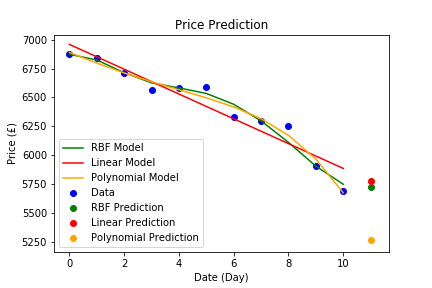 Price Prediction
7000
6750
6500
6250
6000
5750
5500
5250
Price (£)
RBF Model
Linear Model
Polynomial Model
Data
RBF Prediction
Linear Prediction
Polynomial Prediction
0 2 4 6 8 10
Date (Day)